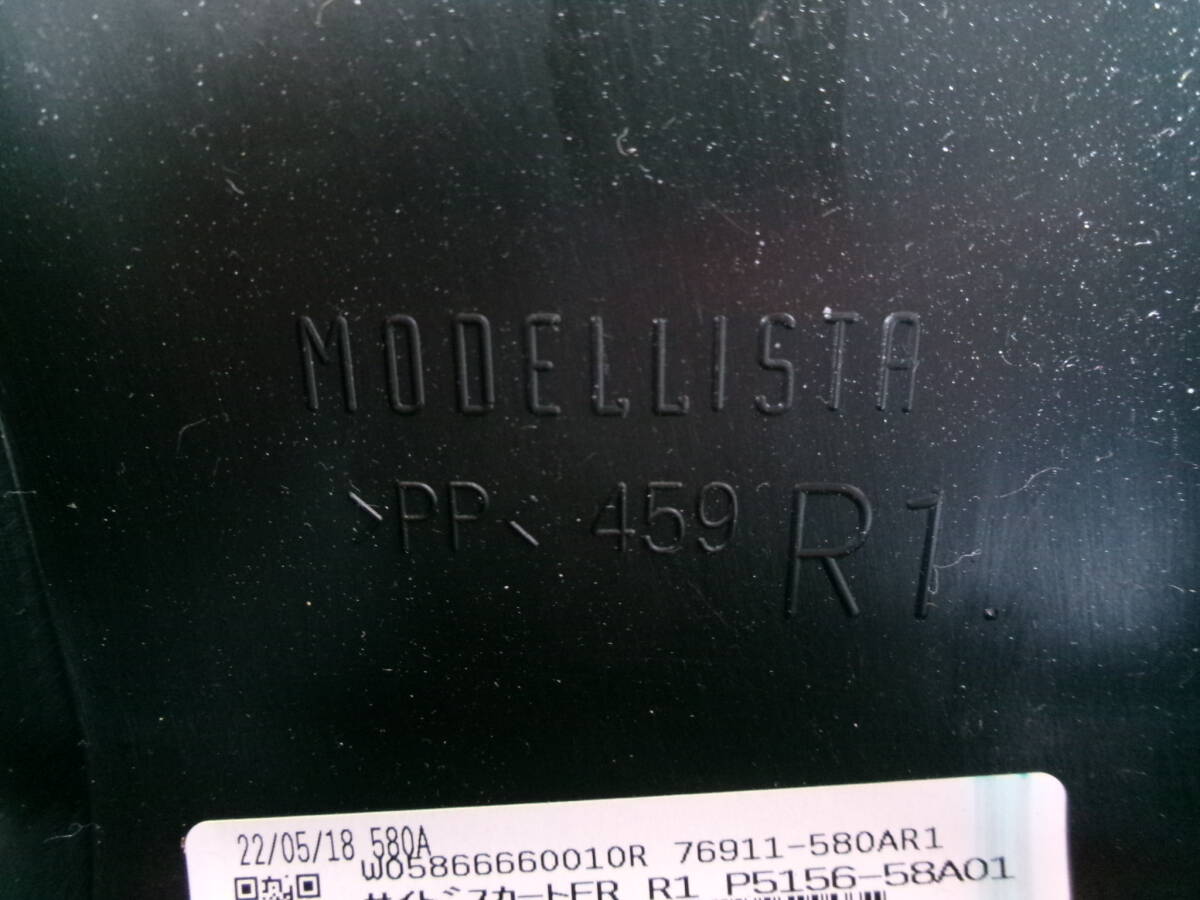 MODELLISTA
>PP< 459 R1.
22/05/18 580A
W05866660010R 76911-580AR1
サイドスカートFR R1 P5156-58A01